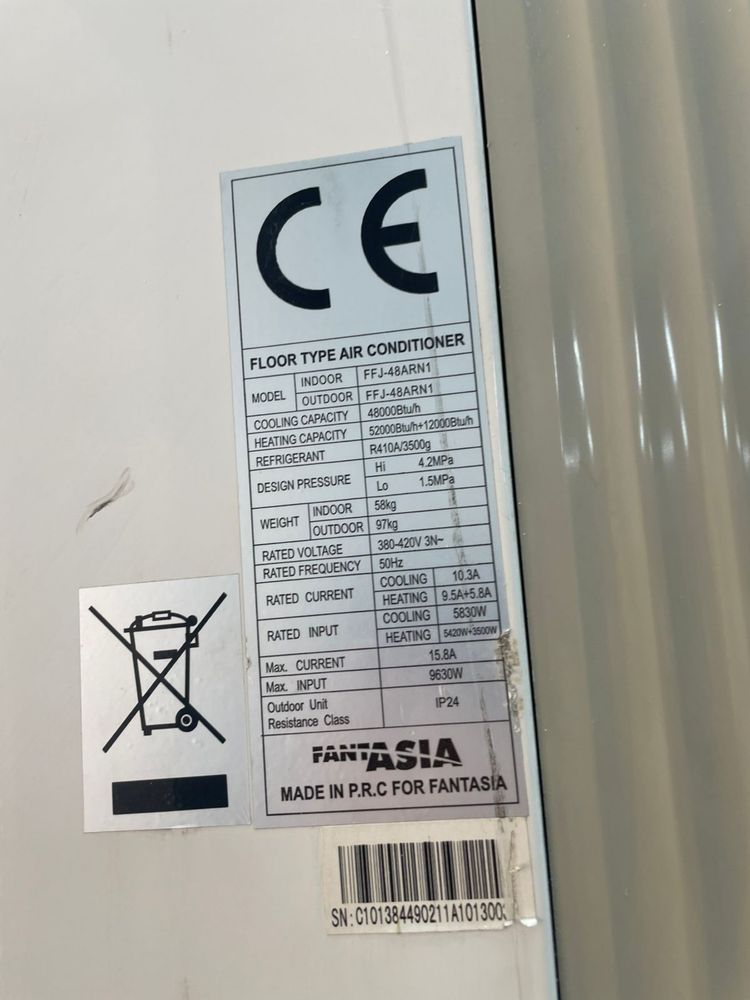 CE
FLOOR TYPE AIR CONDITIONER
MODEL INDOOR FFJ-48ARN1
OUTDOOR FFJ-48ARN1
COOLING CAPACITY 48000Btu/h
HEATING CAPACITY 52000Btu/h+12000Btu/h
REFRIGERANT R410A/3500g
DESIGN PRESSURE Hi 4.2MPa
Lo 1.5MPa
WEIGHT INDOOR 58kg
OUTDOOR 97kg
RATED VOLTAGE 380-420V 3N~
RATED FREQUENCY 50Hz
RATED CURRENT COOLING 10.3A
HEATING 9.5A+5.8A
RATED INPUT COOLING 5830W
HEATING 5420W+3500W
Max. CURRENT 15.8A
Max. INPUT 9630W
Outdoor Unit
Resistance Class IP24
FANTASIA
MADE IN P.R.C FOR FANTASIA
SN: C101384490211A101300